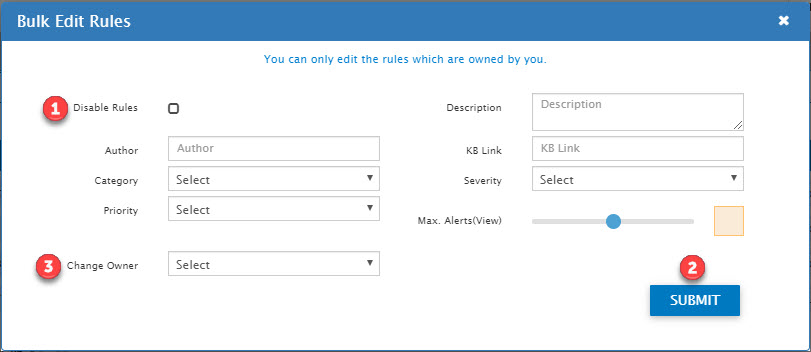 Bulk Edit Rules ✖
You can only edit the rules which are owned by you.
1 Disable Rules
Description Description
Author Author
KB Link KB Link
Category Select
Severity Select
Priority Select
Max. Alerts(View)
3 Change Owner Select
2
SUBMIT